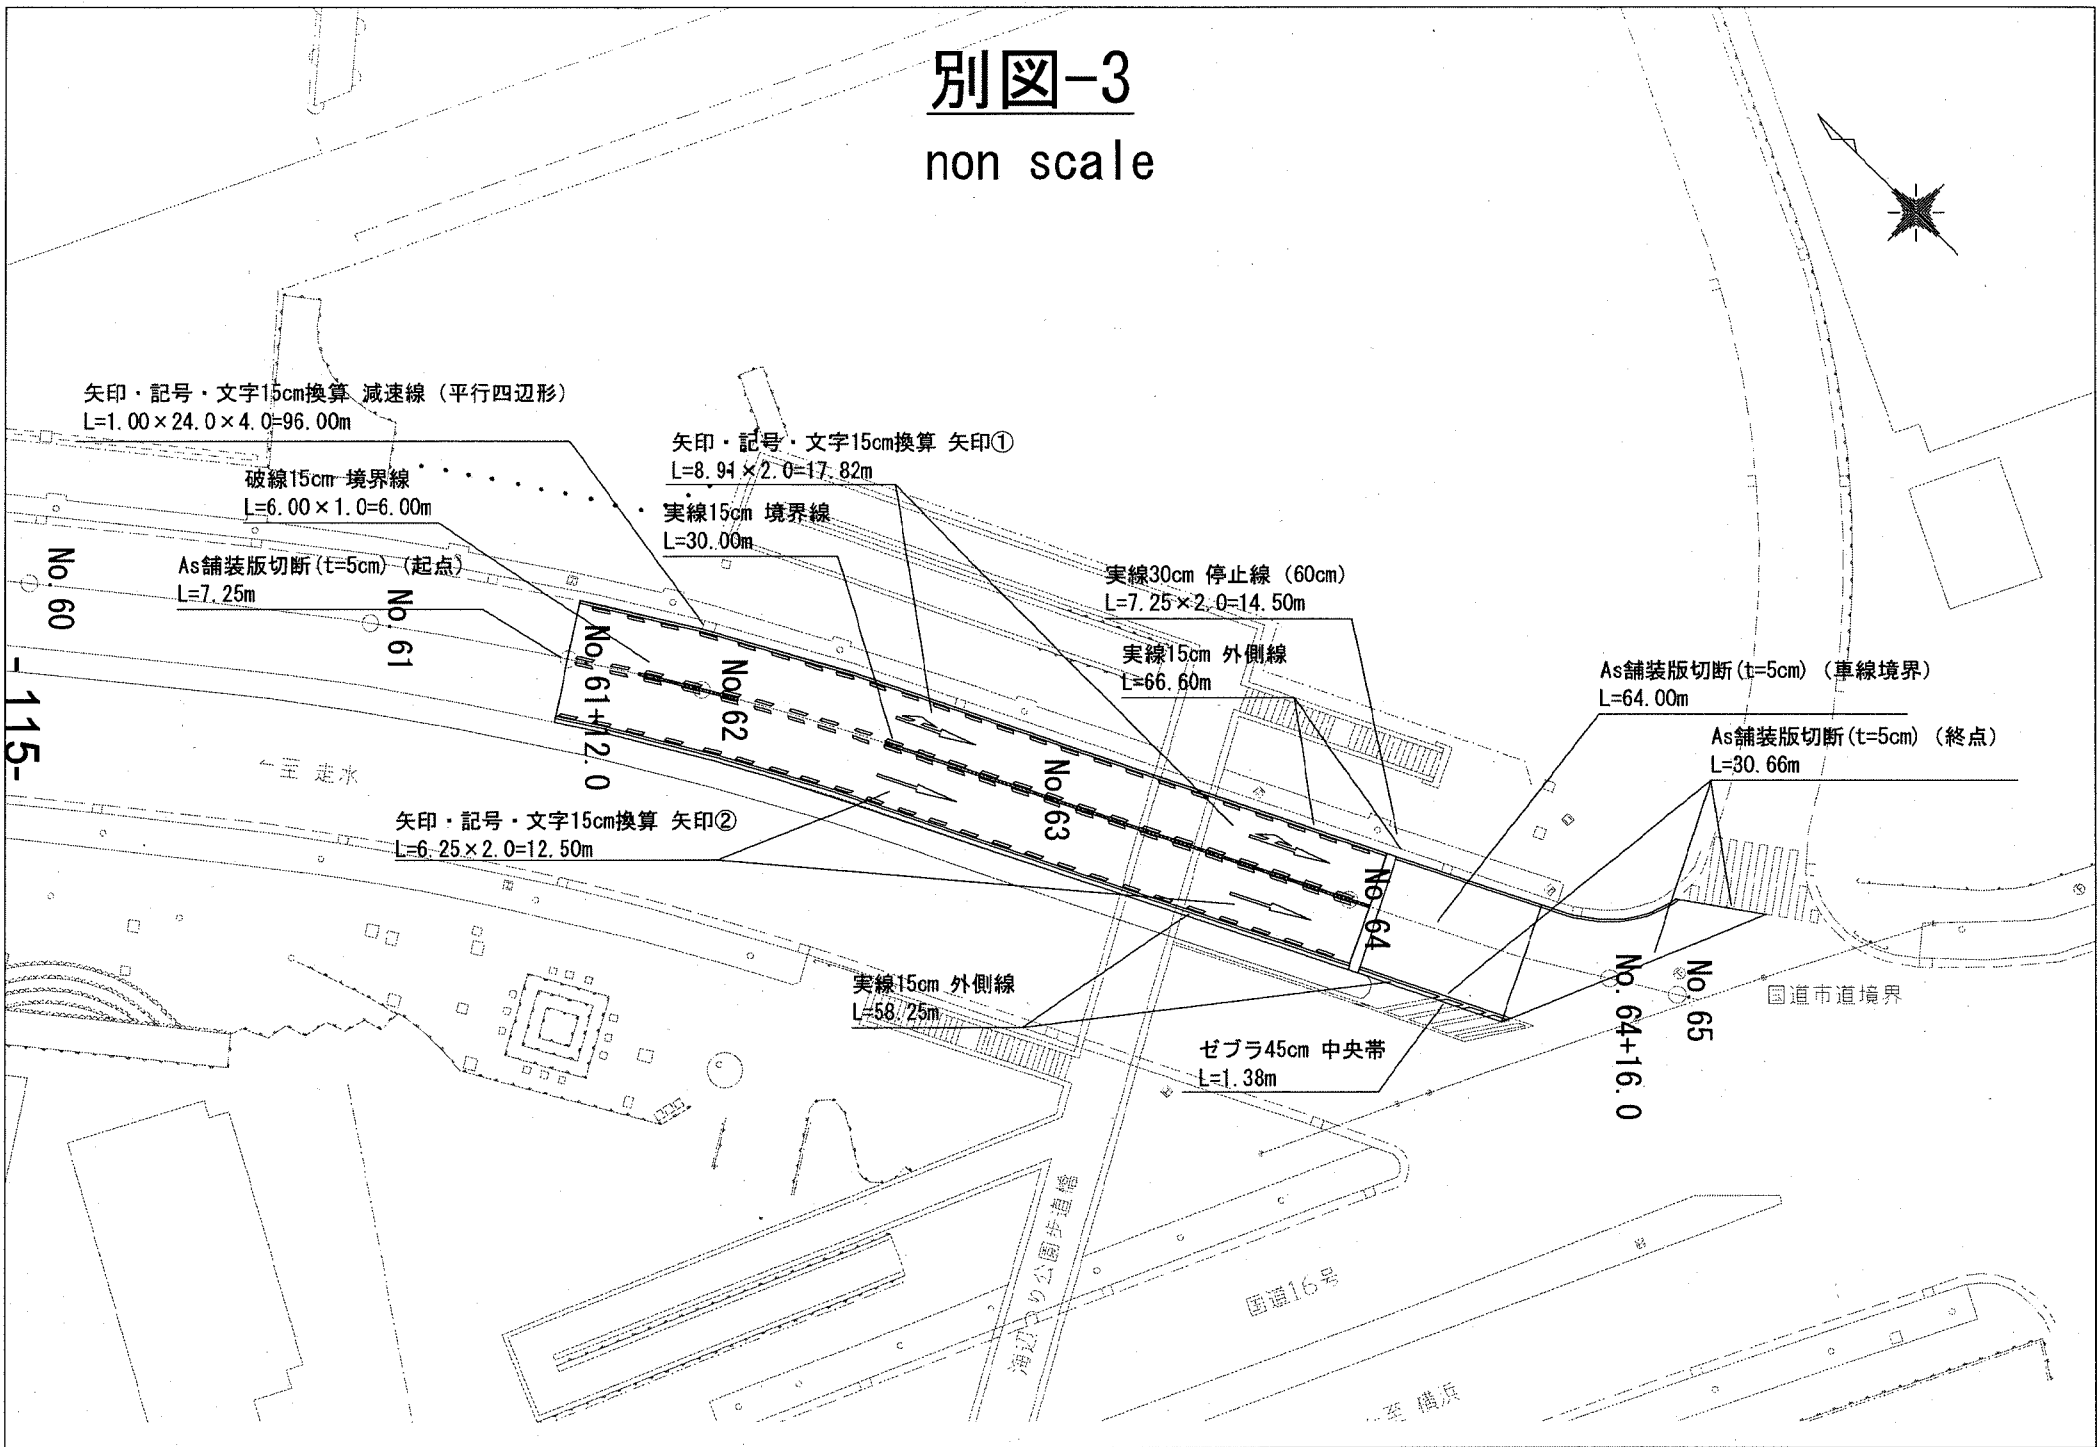 別図-3
non scale
矢印・記号・文字15cm換算 減速線（平行四辺形）
L=1.00×24.0×4.0=96.00m
矢印・記号・文字15cm換算 矢印①
L=8.91×2.0=17.82m
破線15cm 境界線
L=6.00×1.0=6.00m
実線15cm 境界線
L=30.00m
As舗装版切断(t=5cm)（起点）
L=7.25m
実線30cm 停止線（60cm）
L=7.25×2.0=14.50m
実線15cm 外側線
L=66.60m
As舗装版切断(t=5cm)（車線境界）
L=64.00m
As舗装版切断(t=5cm)（終点）
L=30.66m
No. 60
No. 61
No. 61+12.0
No. 62
No. 63
No. 64
No. 64+16.0
No. 65
-115-
←至 走水
矢印・記号・文字15cm換算 矢印②
L=6.25×2.0=12.50m
実線15cm 外側線
L=58.25m
ゼブラ45cm 中央帯
L=1.38m
国道市道境界
海辺つり公園歩道橋
国道16号
至 横浜